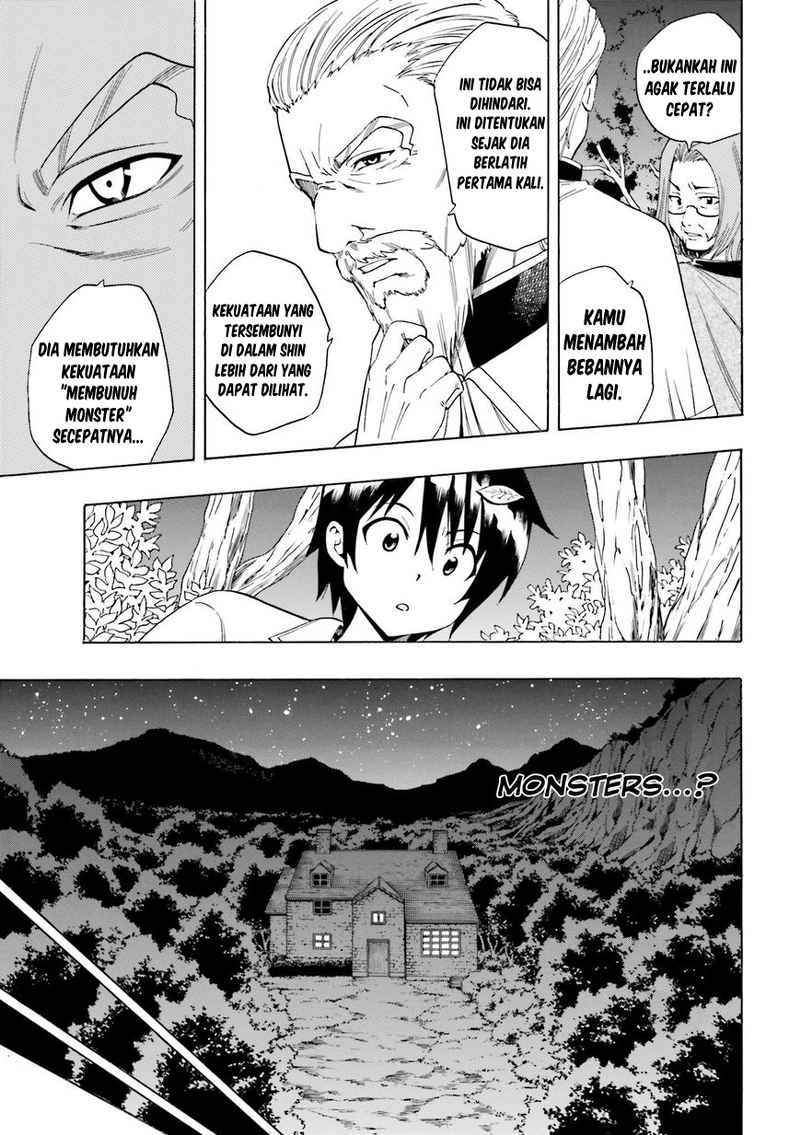 ..BUKANKAH INI
AGAK TERLALU
CEPAT?
KAMU
MENAMBAH
BEBANNYA
LAGI.
INI TIDAK BISA
DIHINDARI.
INI DITENTUKAN
SEJAK DIA
BERLATIH
PERTAMA KALI.
KEKUATAAN YANG
TERSEMBUNYI
DI DALAM SHIN
LEBIH DARI YANG
DAPAT DILIHAT.
DIA MEMBUTUHKAN
KEKUATAAN
"MEMBUNUH
MONSTER"
SECEPATNYA...
MONSTERS...?